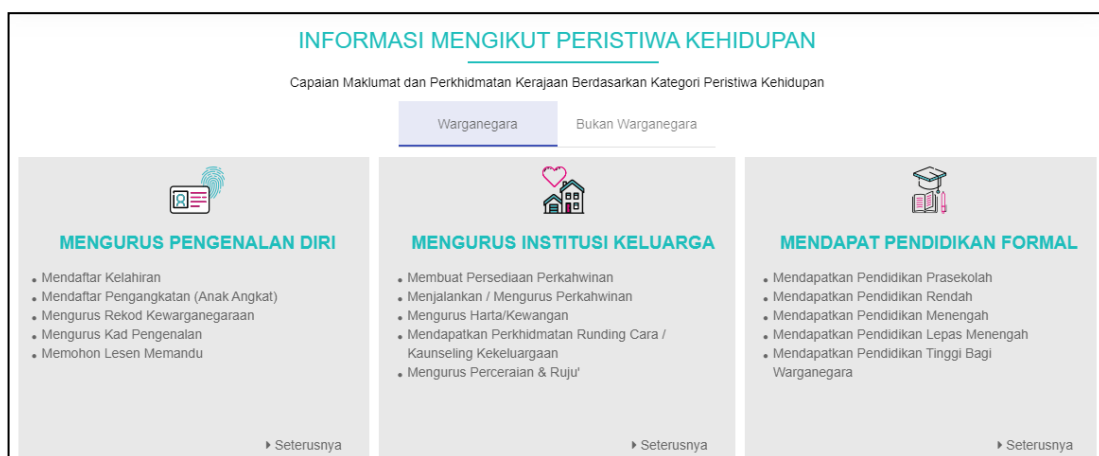 INFORMASI MENGIKUT PERISTIWA KEHIDUPAN
Capaian Maklumat dan Perkhidmatan Kerajaan Berdasarkan Kategori Peristiwa Kehidupan
Warganegara
Bukan Warganegara
MENGURUS PENGENALAN DIRI
• Mendaftar Kelahiran
• Mendaftar Pengangkatan (Anak Angkat)
• Mengurus Rekod Kewarganegaraan
• Mengurus Kad Pengenalan
• Memohon Lesen Memandu
Seterusnya
MENGURUS INSTITUSI KELUARGA
• Membuat Persediaan Perkahwinan
• Menjalankan / Mengurus Perkahwinan
• Mengurus Harta/Kewangan
• Mendapatkan Perkhidmatan Runding Cara /
Kaunseling Kekeluargaan
• Mengurus Perceraian & Ruju'
Seterusnya
MENDAPAT PENDIDIKAN FORMAL
• Mendapatkan Pendidikan Prasekolah
• Mendapatkan Pendidikan Rendah
• Mendapatkan Pendidikan Menengah
• Mendapatkan Pendidikan Lepas Menengah
• Mendapatkan Pendidikan Tinggi Bagi
Warganegara
Seterusnya